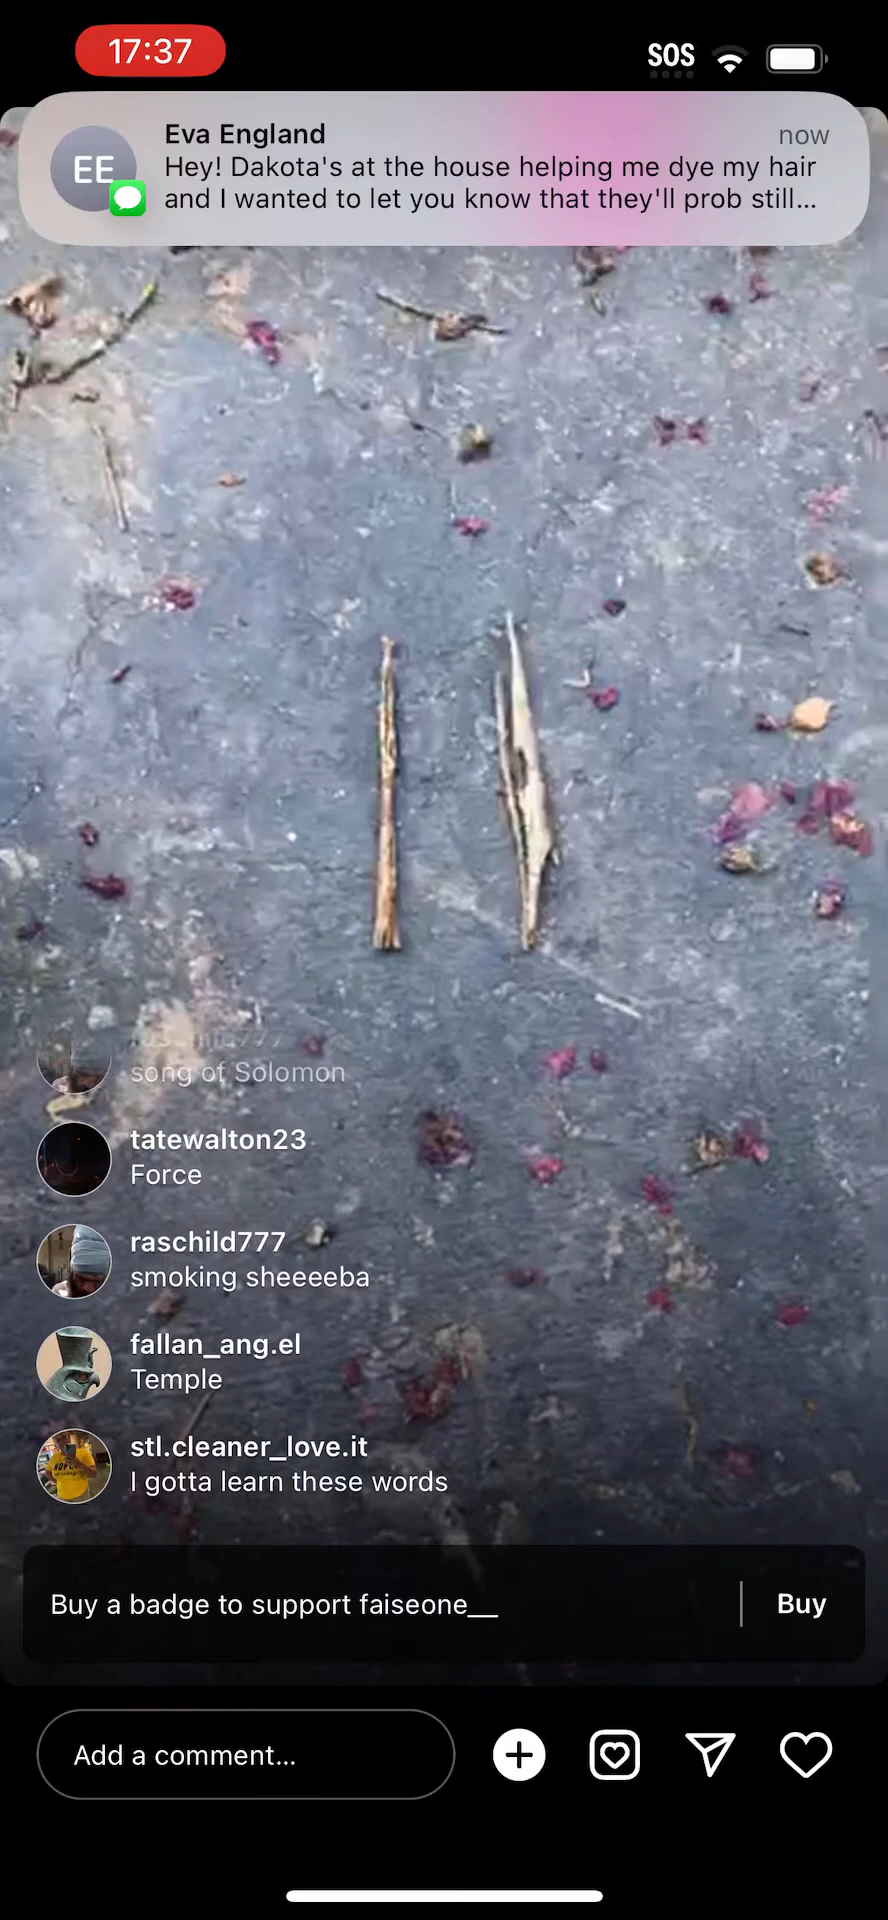 17:37
SOS
EE
Eva England
now
Hey! Dakota's at the house helping me dye my hair
and I wanted to let you know that they'll prob still...
song of Solomon
tatewalton23
Force
raschild777
smoking sheeeeba
fallan_ang.el
Temple
stl.cleaner_love.it
I gotta learn these words
Buy a badge to support faiseone__
Buy
Add a comment...